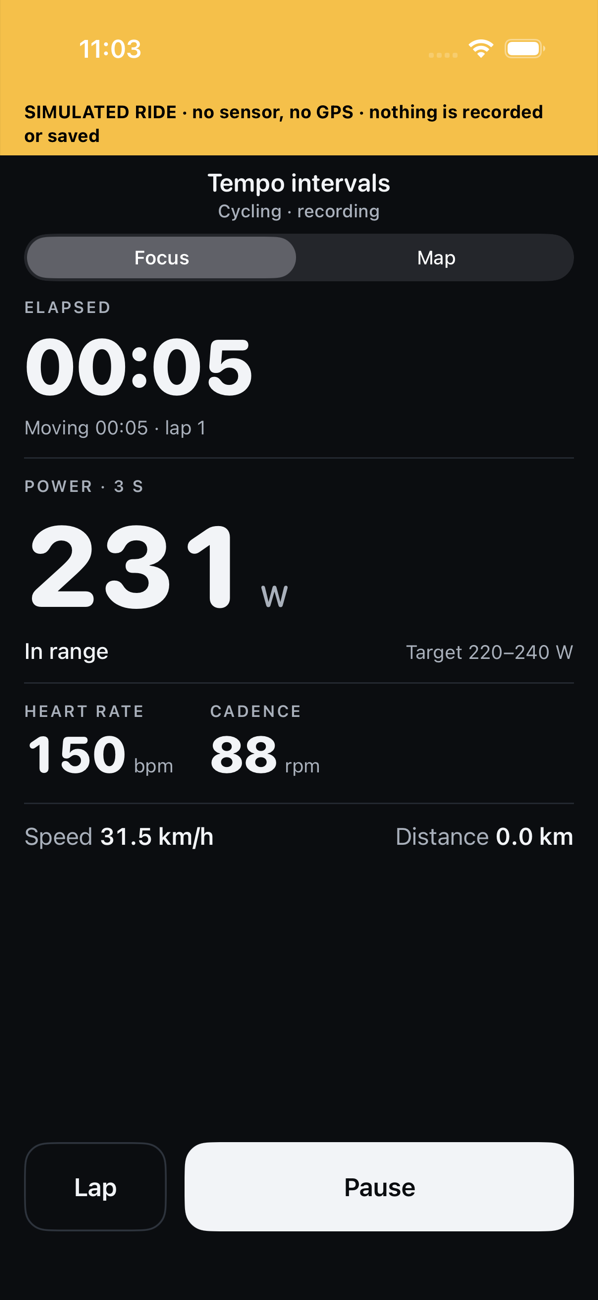 11:03
SIMULATED RIDE · no sensor, no GPS · nothing is recorded
or saved
Tempo intervals
Cycling · recording
Focus Map
ELAPSED
00:05
Moving 00:05 · lap 1
POWER · 3 S
231 W
In range Target 220–240 W
HEART RATE CADENCE
150 bpm 88 rpm
Speed 31.5 km/h Distance 0.0 km
Lap Pause